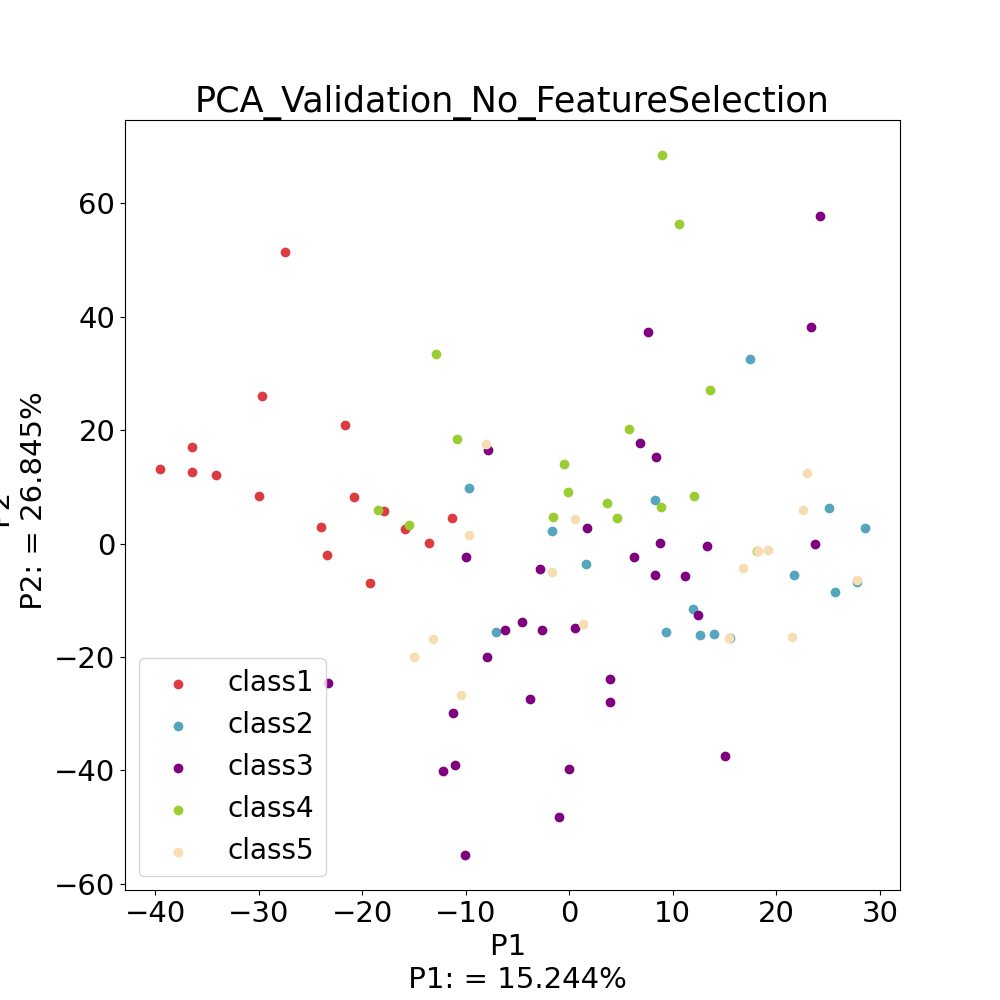 PCA_Validation_No_FeatureSelection
60
40
20
0
−20
−40
−60
P2: = 26.845%
class1
class2
class3
class4
class5
−40 −30 −20 −10 0 10 20 30
P1
P1: = 15.244%